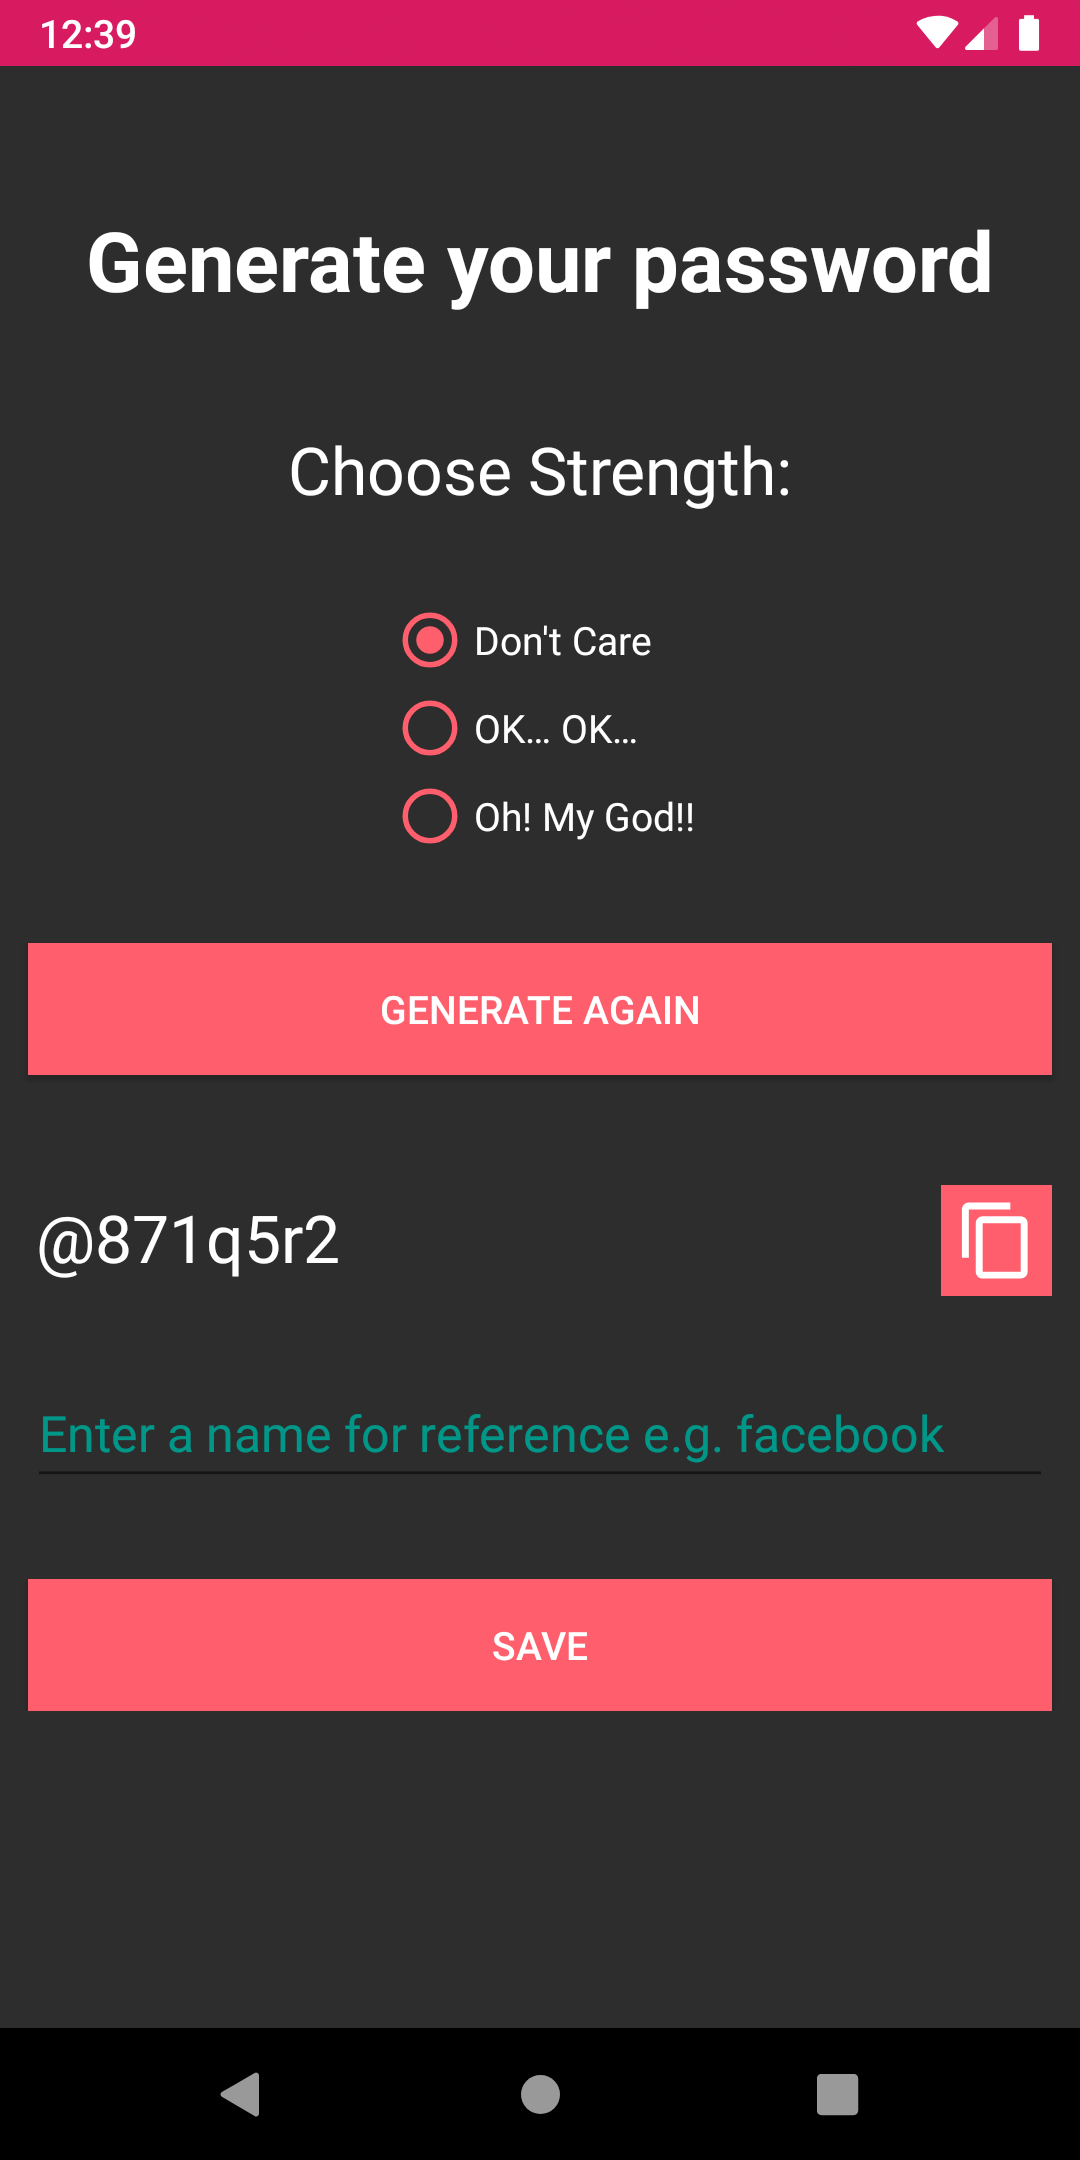 12:39
Generate your password
Choose Strength:
Don't Care
OK... OK...
Oh! My God!!
GENERATE AGAIN
@871q5r2
Enter a name for reference e.g. facebook
SAVE